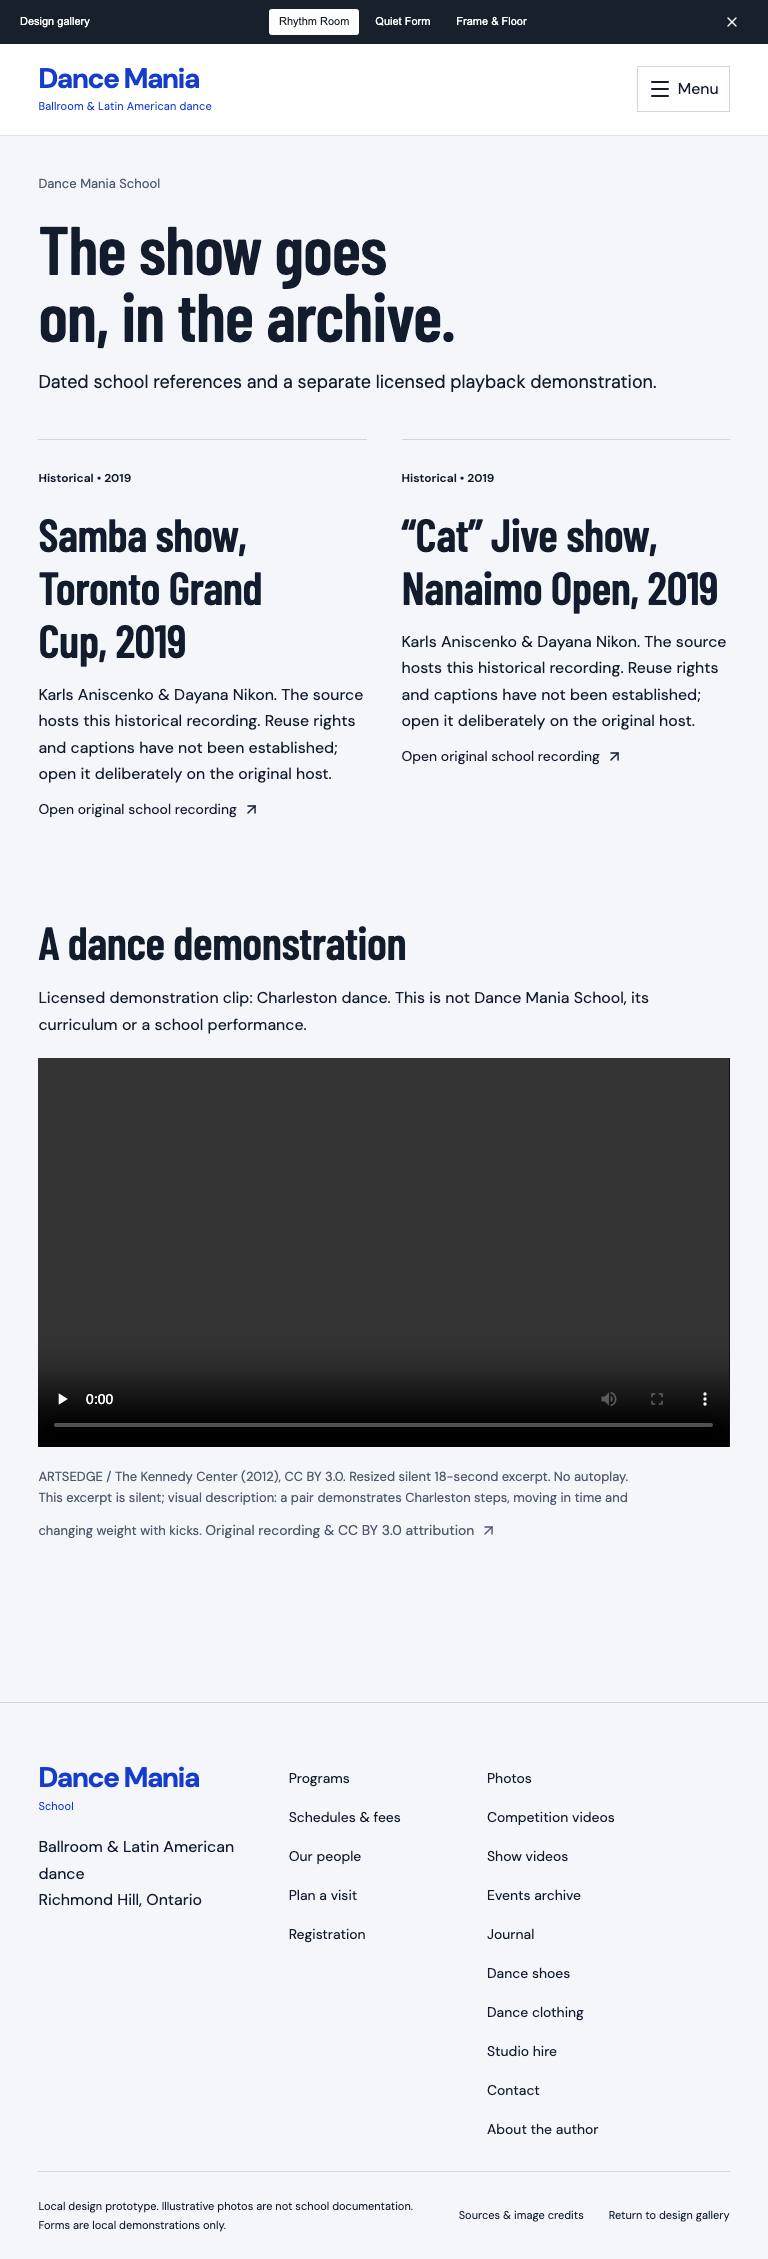 Design gallery
Rhythm Room
Quiet Form
Frame & Floor
Dance Mania
Ballroom & Latin American dance
Menu
Dance Mania School
The show goes
on, in the archive.
Dated school references and a separate licensed playback demonstration.
Historical • 2019
Samba show,
Toronto Grand
Cup, 2019
Karls Aniscenko & Dayana Nikon. The source
hosts this historical recording. Reuse rights
and captions have not been established;
open it deliberately on the original host.
Open original school recording
Historical • 2019
“Cat” Jive show,
Nanaimo Open, 2019
Karls Aniscenko & Dayana Nikon. The source
hosts this historical recording. Reuse rights
and captions have not been established;
open it deliberately on the original host.
Open original school recording
A dance demonstration
Licensed demonstration clip: Charleston dance. This is not Dance Mania School, its
curriculum or a school performance.
0:00
ARTSEDGE / The Kennedy Center (2012), CC BY 3.0. Resized silent 18-second excerpt. No autoplay.
This excerpt is silent; visual description: a pair demonstrates Charleston steps, moving in time and
changing weight with kicks. Original recording & CC BY 3.0 attribution
Dance Mania
School
Ballroom & Latin American
dance
Richmond Hill, Ontario
Programs
Schedules & fees
Our people
Plan a visit
Registration
Photos
Competition videos
Show videos
Events archive
Journal
Dance shoes
Dance clothing
Studio hire
Contact
About the author
Local design prototype. Illustrative photos are not school documentation.
Forms are local demonstrations only.
Sources & image credits
Return to design gallery